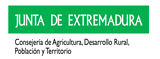 JUNTA DE EXTREMADURA
Consejería de Agricultura, Desarrollo Rural,
Población y Territorio